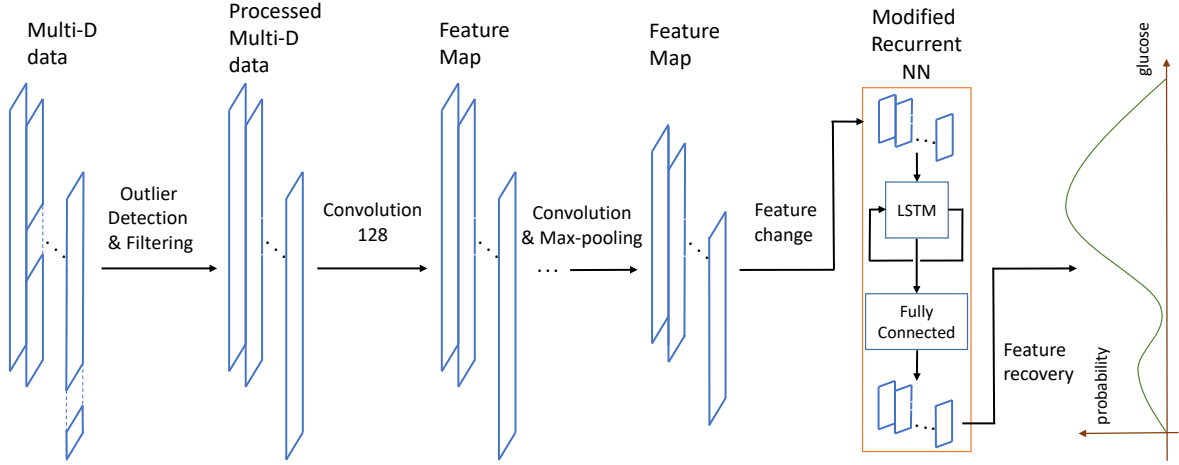 Multi-D
data
Outlier
Detection
& Filtering
Processed
Multi-D
data
Convolution
128
Feature
Map
Convolution
& Max-pooling
...
Feature
Map
Feature
change
Modified
Recurrent
NN
LSTM
Fully
Connected
Feature
recovery
glucose
probability